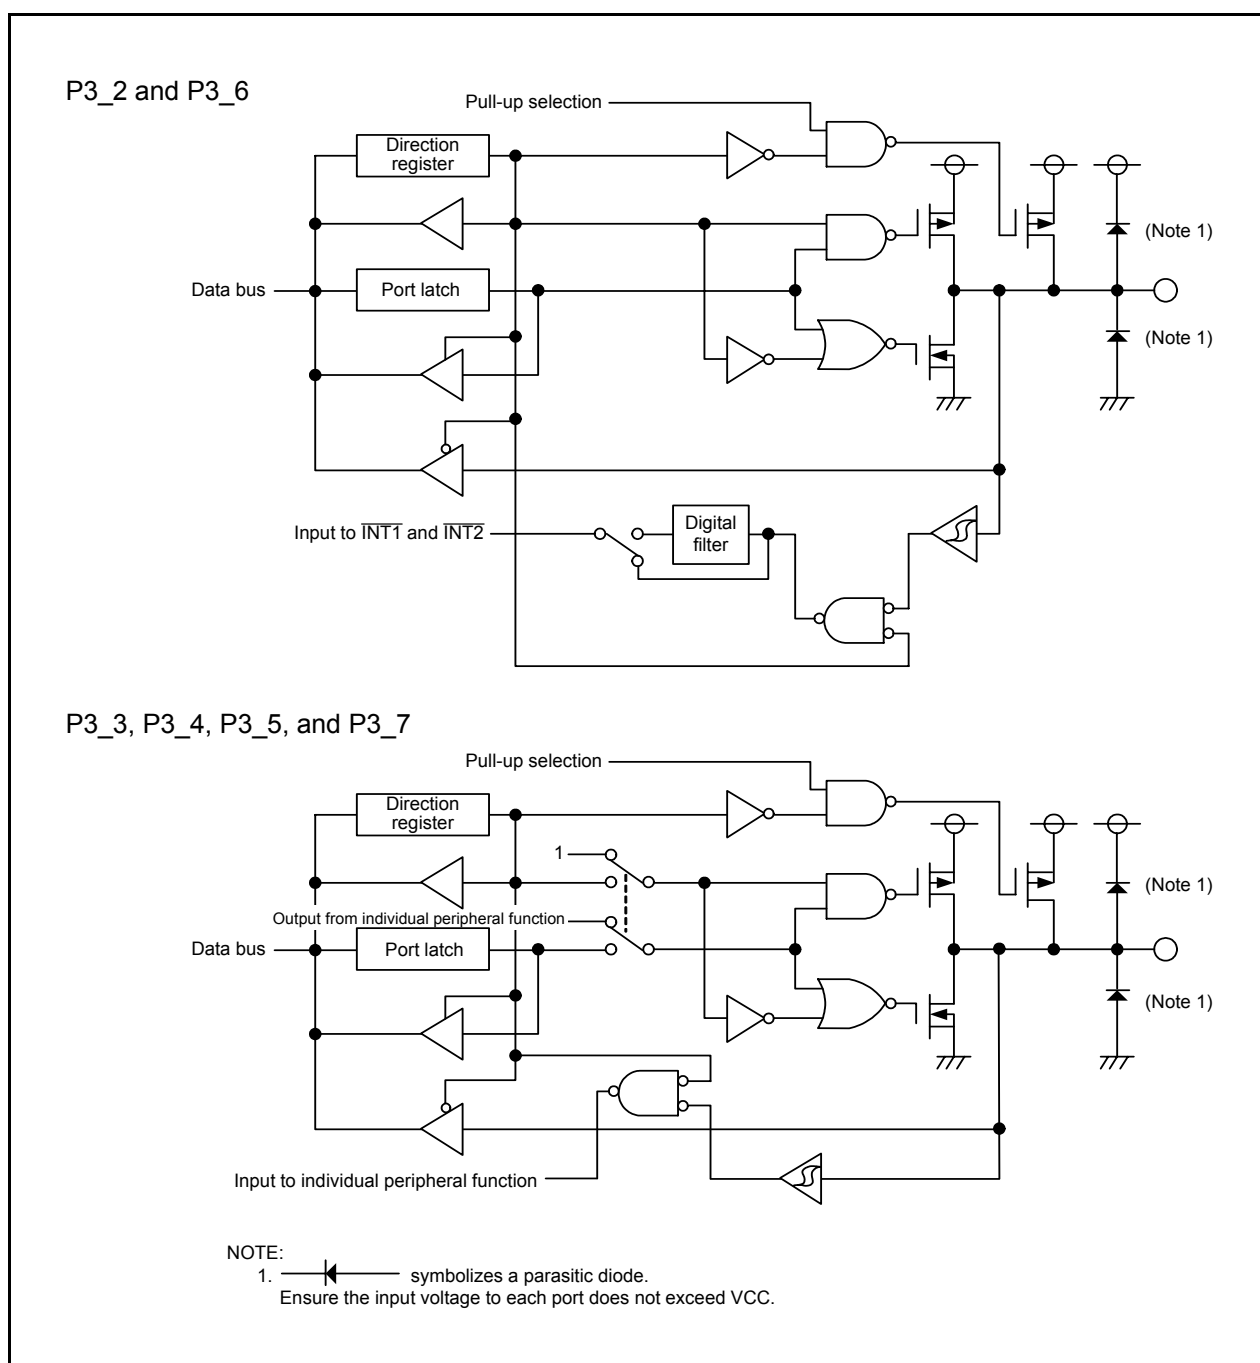 P3_2 and P3_6
Pull-up selection
Direction
register
(Note 1)
Data bus
Port latch
(Note 1)
Input to INT1 and INT2
Digital
filter
P3_3, P3_4, P3_5, and P3_7
Pull-up selection
Direction
register
1
(Note 1)
Output from individual peripheral function
Data bus
Port latch
(Note 1)
Input to individual peripheral function
NOTE:
1. symbolizes a parasitic diode.
Ensure the input voltage to each port does not exceed VCC.